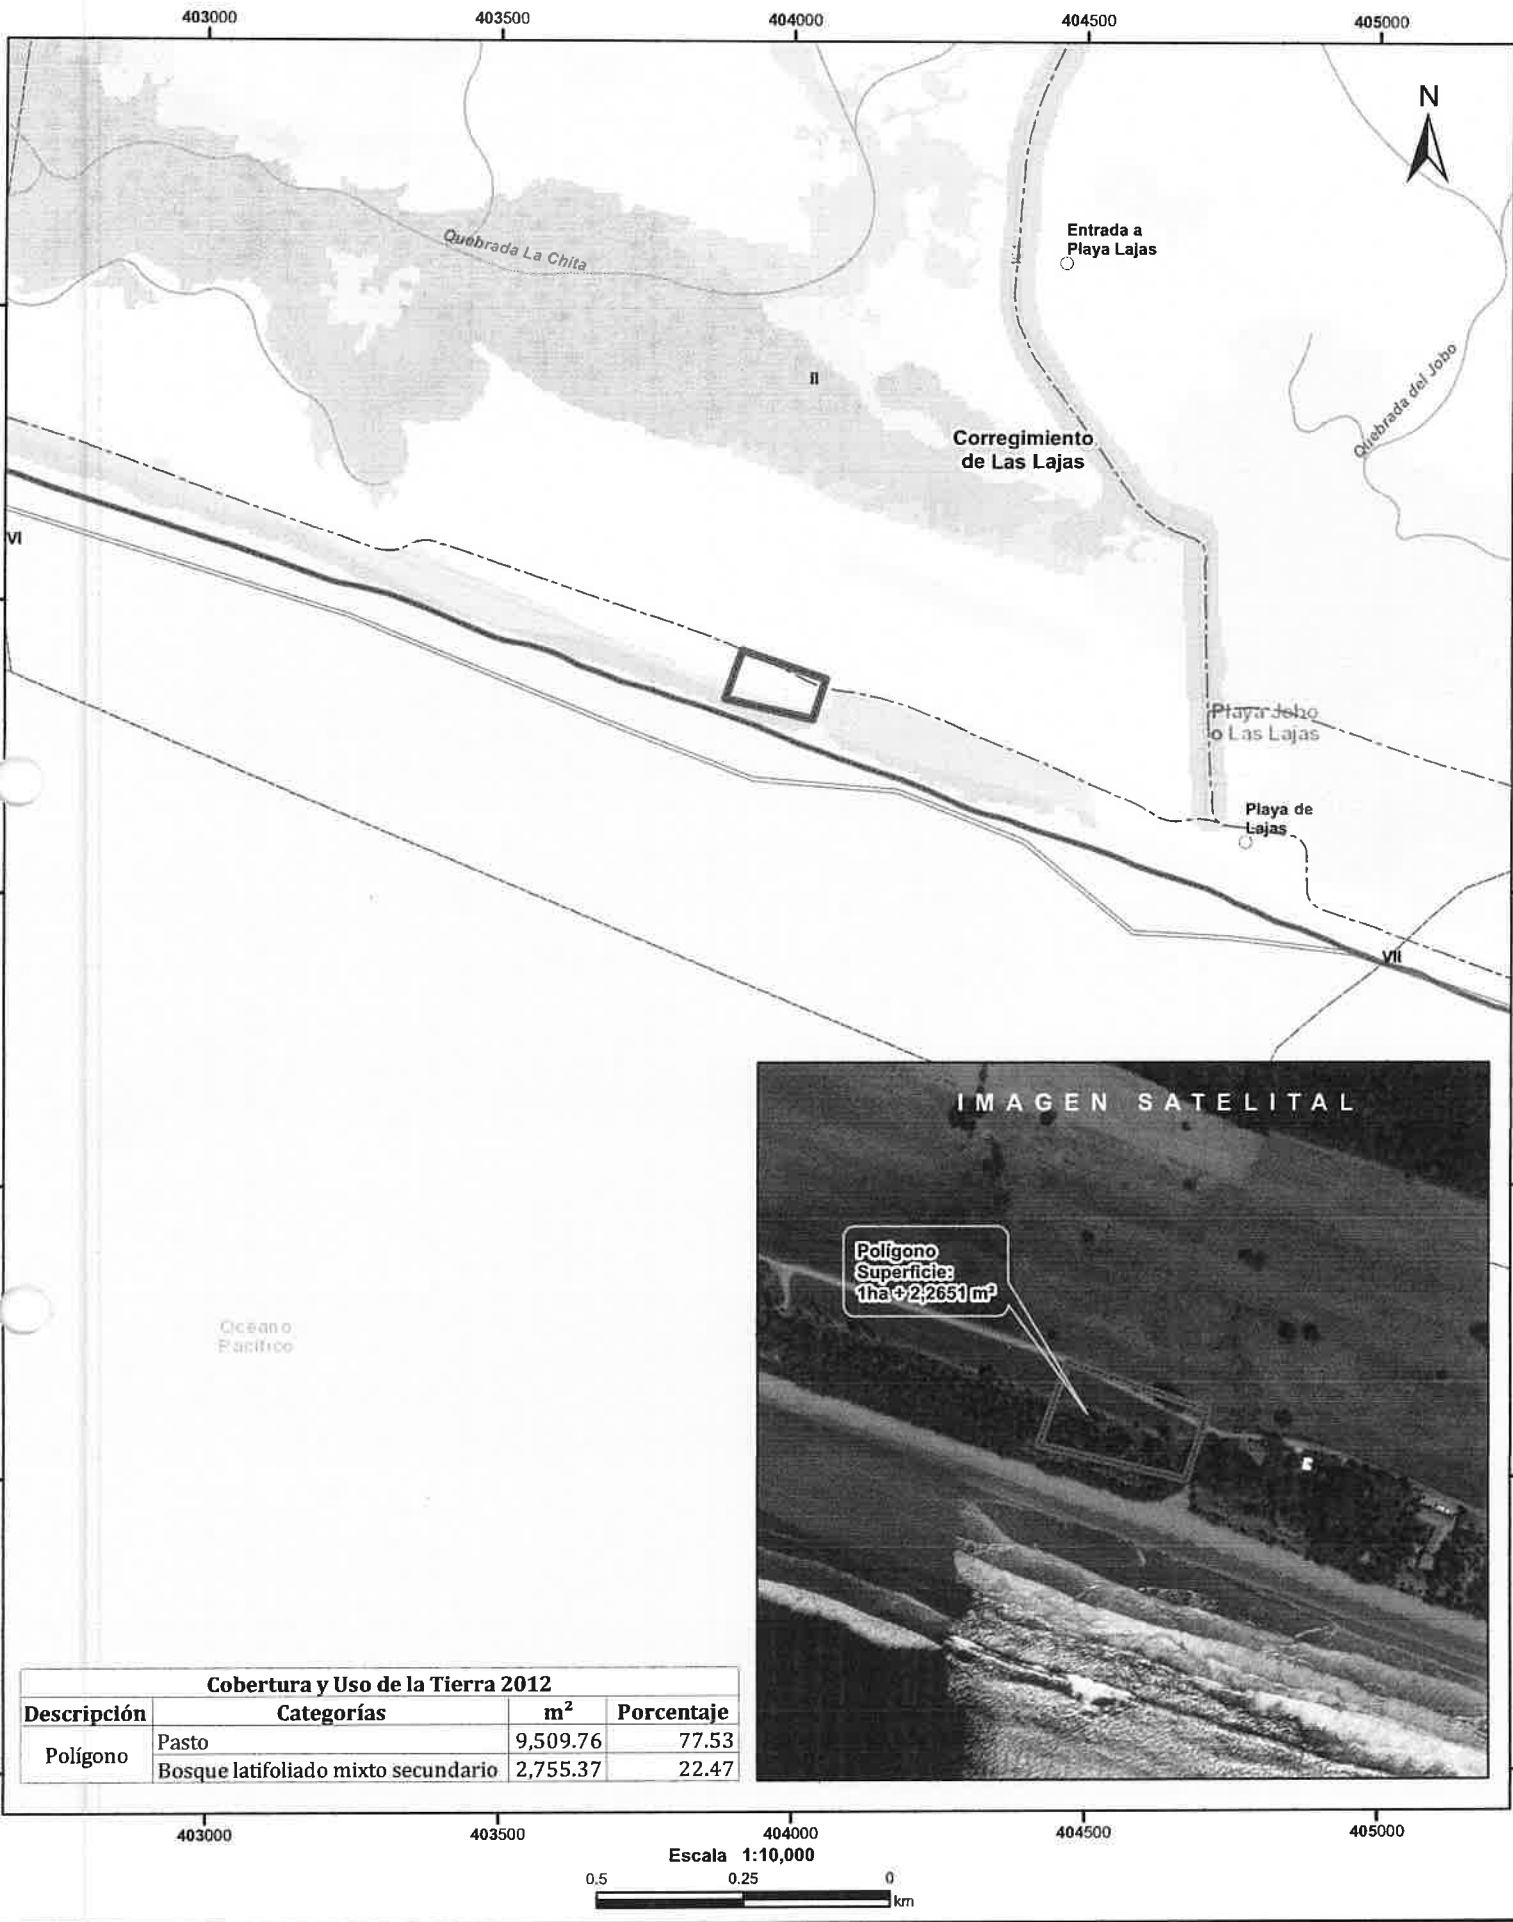 403000 403500 404000 404500 405000
N
Entrada a
Playa Lajas
Quebrada La Chita
Quebrada del Jobo
II
Corregimiento
de Las Lajas
VI
Playa Jobo
o Las Lajas
Playa de
Lajas
VII
IMAGEN SATELITAL
Polígono
Superficie:
1ha + 2,2651 m²
Océano
Pacífico
Cobertura y Uso de la Tierra 2012
Descripción Categorías m² Porcentaje
Polígono Pasto 9,509.76 77.53
Bosque latifoliado mixto secundario 2,755.37 22.47
403000 403500 404000 404500 405000
Escala 1:10,000
0.5 0.25 0
km